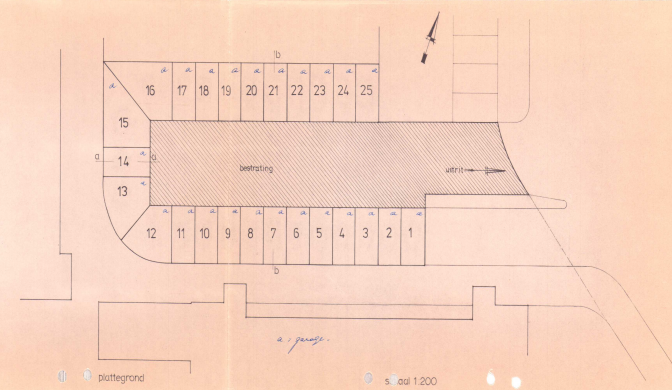 1b
a a a a a a a a a a
16 17 18 19 20 21 22 23 24 25
a
15
a 14 a a
bestrating
uitrit
13 a
a a a a a a a a a a a
12 11 10 9 8 7 6 5 4 3 2 1
b
a : garage.
plattegrond
schaal 1:200